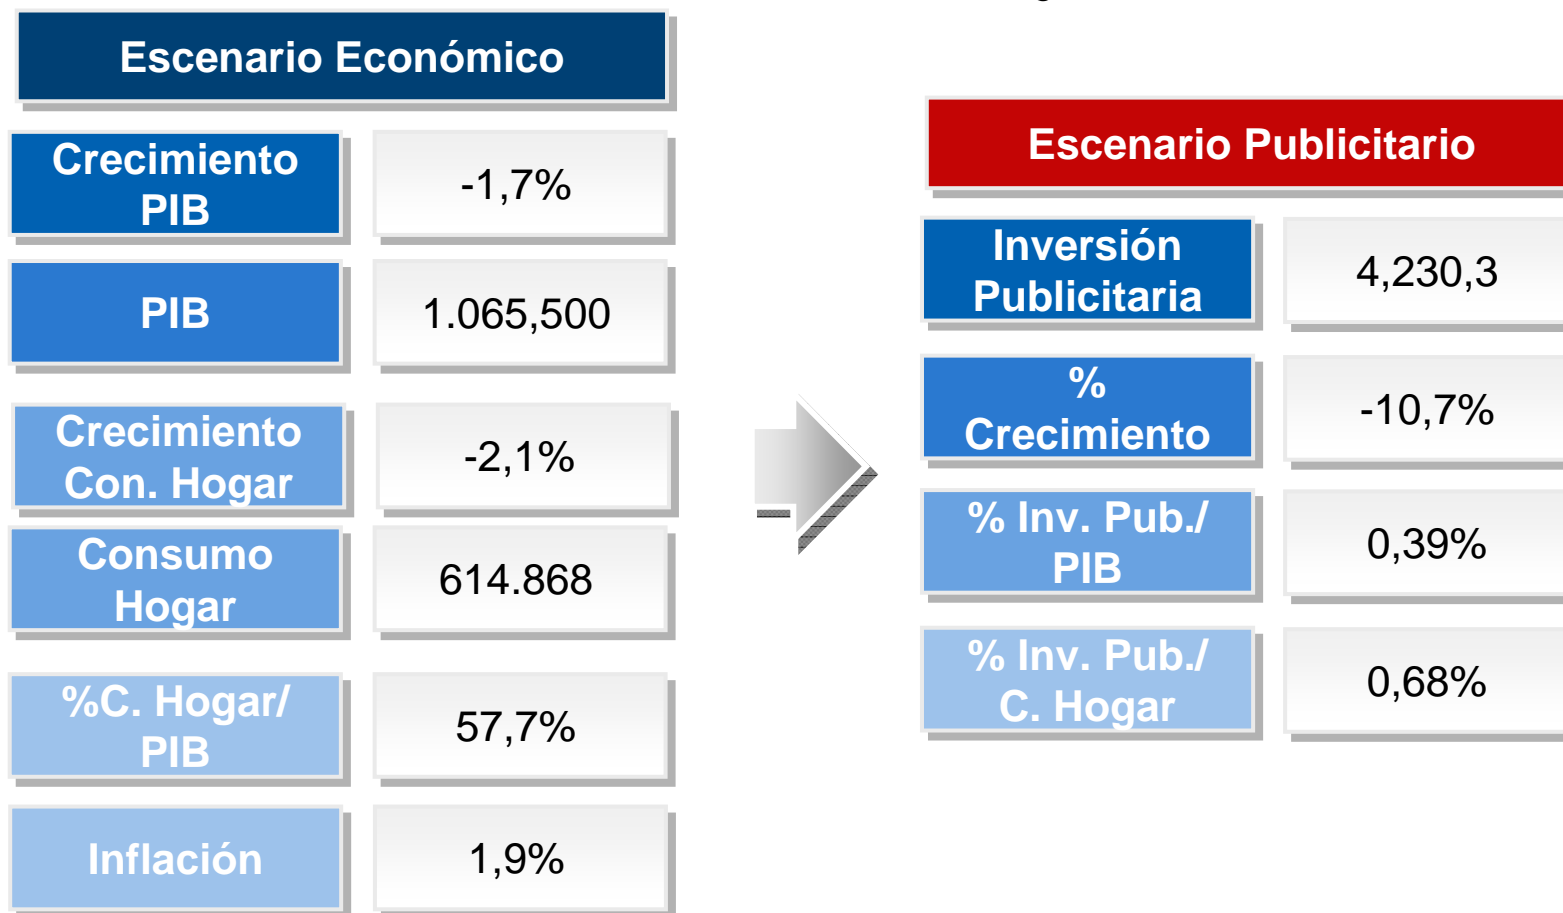 Escenario Económico
Crecimiento
PIB
-1,7%
PIB
1.065,500
Crecimiento
Con. Hogar
-2,1%
Consumo
Hogar
614.868
%C. Hogar/
PIB
57,7%
Inflación
1,9%
Escenario Publicitario
Inversión
Publicitaria
4,230,3
%
Crecimiento
-10,7%
% Inv. Pub./
PIB
0,39%
% Inv. Pub./
C. Hogar
0,68%